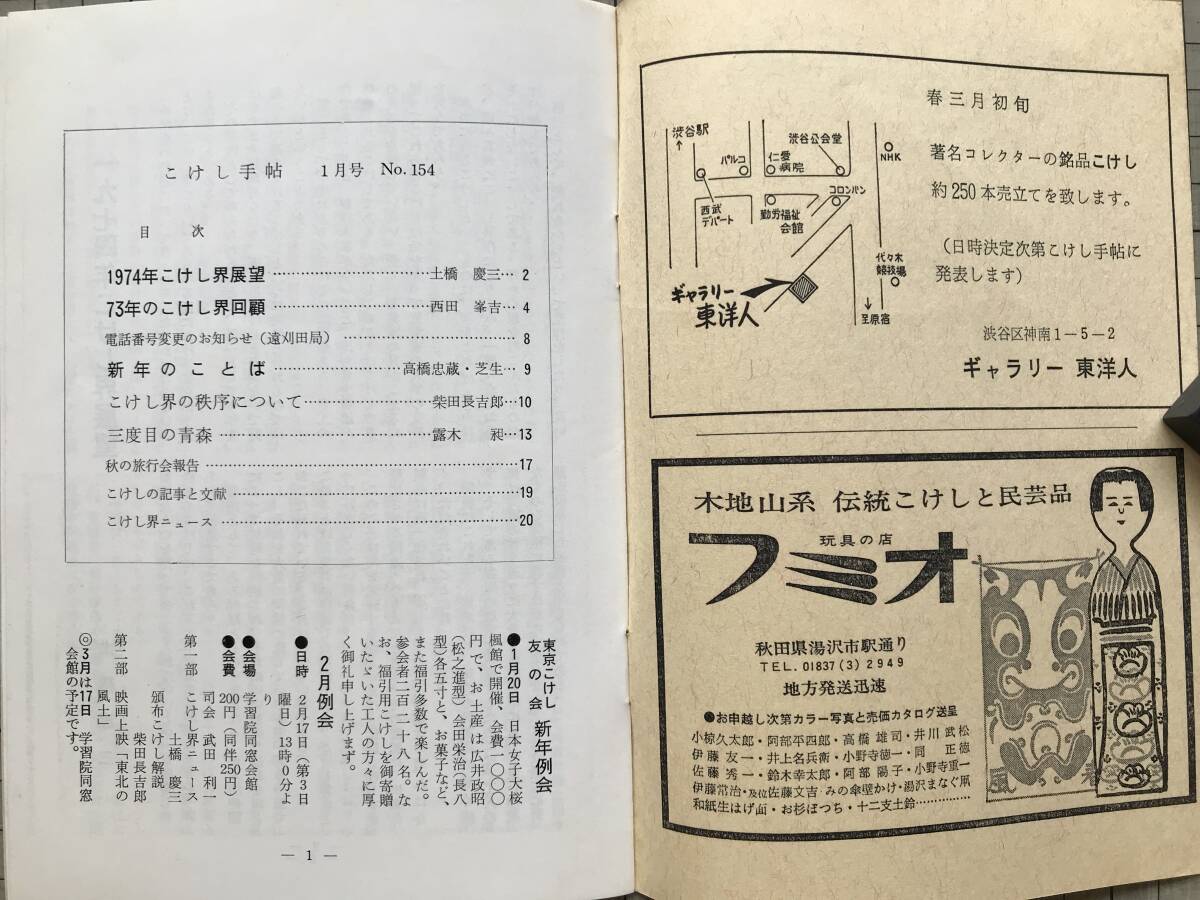 こけし手帖 1月号 No. 154
目次
1974年こけし界展望……………………土橋 慶三…2
73年のこけし界回顧……………………西田 峯吉…4
電話番号変更のお知らせ(遠刈田局)……………………8
新年のことば……………………高橋忠蔵・芝生…9
こけし界の秩序について……………………柴田長吉郎…10
三度目の青森……………………露木 昶…13
秋の旅行会報告……………………17
こけしの記事と文献……………………19
こけし界ニュース……………………20
東京こけし友の会 新年例会
●1月20日 日本女子大桜
楓館で開催、会費一〇〇〇
円で、お土産は広井政昭
(松之進型)会田栄治(長八
型)各五寸と、お菓子など、
また福引多数で楽しんだ。
参会者二百二十八名。な
お、福引用こけしを御寄贈
いたゞいた工人の方々に厚
く御礼申し上げます。
2月例会
●日時 2月17日(第3日
曜日)13時00分よ
り
●会場 学習院同窓会館
●会費 200円(同伴250円)
司会 武田 利一
第一部 こけし界ニュース
土橋 慶三
頒布こけし解説
柴田長吉郎
第二部 映画上映「東北の
風土」
◎3月は17日 学習院同窓
会館の予定です。
— 1 —
春三月初旬
著名コレクターの銘品こけし
約250本売立てを致します。
(日時決定次第こけし手帖に
発表します)
渋谷区神南1-5-2
ギャラリー 東洋人
渋谷駅
パルコ
仁愛病院
渋谷公会堂
NHK
西武デパート
勤労福祉会館
コロンバン
代々木競技場
至原宿
ギャラリー
東洋人
木地山系 伝統こけしと民芸品
玩具の店
フミオ
秋田県湯沢市駅通り
TEL. 01837(3)2949
地方発送迅速
●お申越し次第カラー写真と売価カタログ送呈
小椋久太郎・阿部平四郎・高橋雄司・井川武松
伊藤友一・井上名兵衛・小野寺徳一・同 正徳
佐藤秀一・鈴木幸太郎・阿部陽子・小野寺重一
伊藤常治・及位佐藤文吉・みの傘壁かけ・湯沢まなぐ凧
和紙生はげ面・お杉ぼっち・十二支土鈴……………